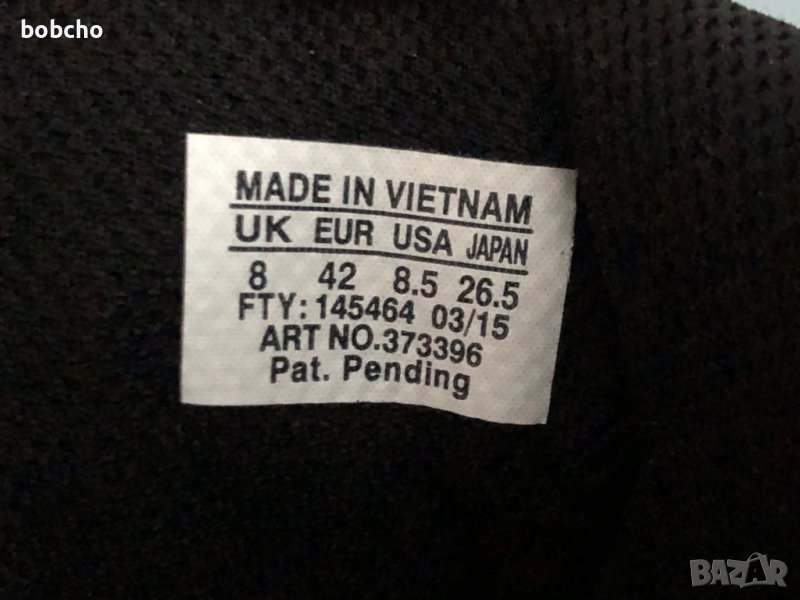 bobcho
MADE IN VIETNAM
UK EUR USA JAPAN
8 42 8.5 26.5
FTY: 145464 03/15
ART NO.373396
Pat. Pending
BAZAR